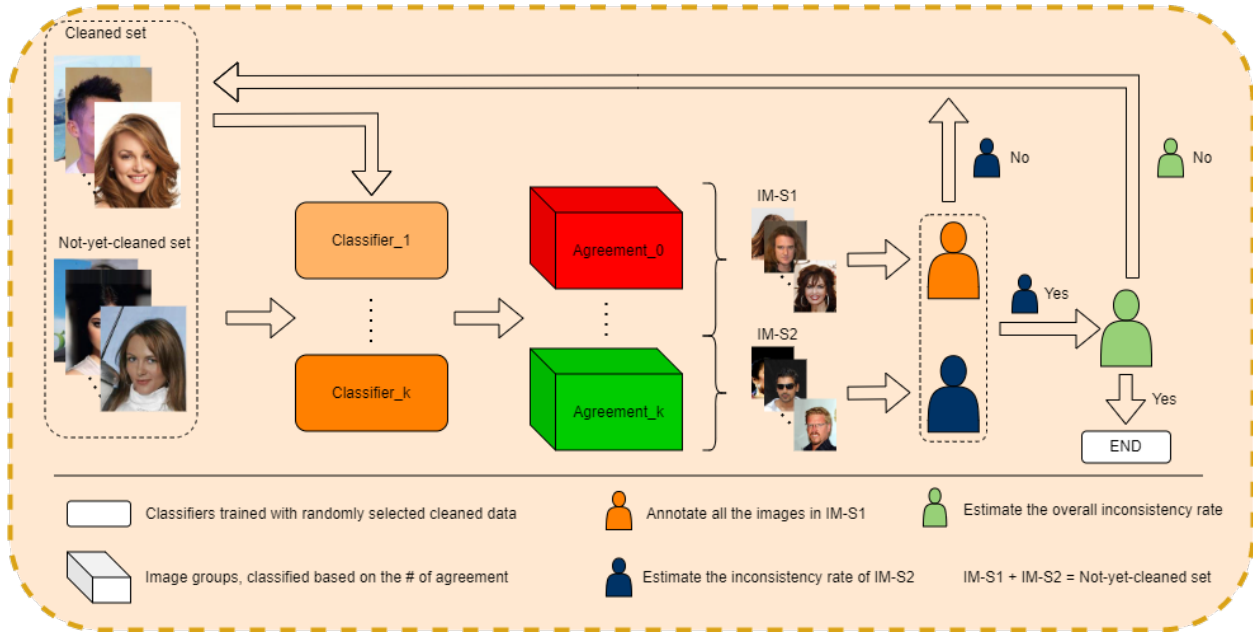 Cleaned set
Not-yet-cleaned set
Classifier_1
Classifier_k
Agreement_0
Agreement_k
IM-S1
IM-S2
No
No
Yes
Yes
END
Classifiers trained with randomly selected cleaned data
Annotate all the images in IM-S1
Estimate the overall inconsistency rate
Image groups, classified based on the # of agreement
Estimate the inconsistency rate of IM-S2
IM-S1 + IM-S2 = Not-yet-cleaned set